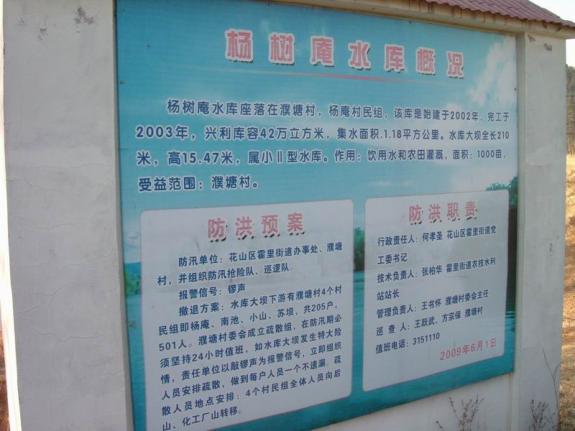 杨树庵水库概况
杨树庵水库座落在濮塘村，杨庵村民组，该库是始建于2002年，完工于
2003年，兴利库容42万立方米，集水面积.1.18平方公里。水库大坝全长210
米，高15.47米，属小Ⅱ型水库。作用：饮用水和农田灌溉，面积：1000亩，
受益范围：濮塘村。
防洪预案
防汛单位：花山区霍里街道办事处、濮塘
村，并组织防汛抢险队、巡逻队
报警信号：锣声
撤退方案：水库大坝下游有濮塘村4个村
民组即杨庵、南池、小山、苏坝，共205户，
501人。濮塘村委会成立疏散组，在防汛期必
须坚持24小时值班，如水库大坝发生特大险
情，责任单位以敲锣声为报警信号，立即组织
人员安排疏散，做到每户人员一个不遗漏。疏
散人员地点安排：4个村民组全体人员向后
山、化工厂山转移。
防洪职责
行政责任人：何孝圣 花山区霍里街道党
工委书记
技术负责人：张柏华 霍里街道农技水利
站站长
管理负责人：王书怀 濮塘村委会主任
巡 查 人：王跃武、方宗保 濮塘村
值班电话：3151110
2009年6月1日